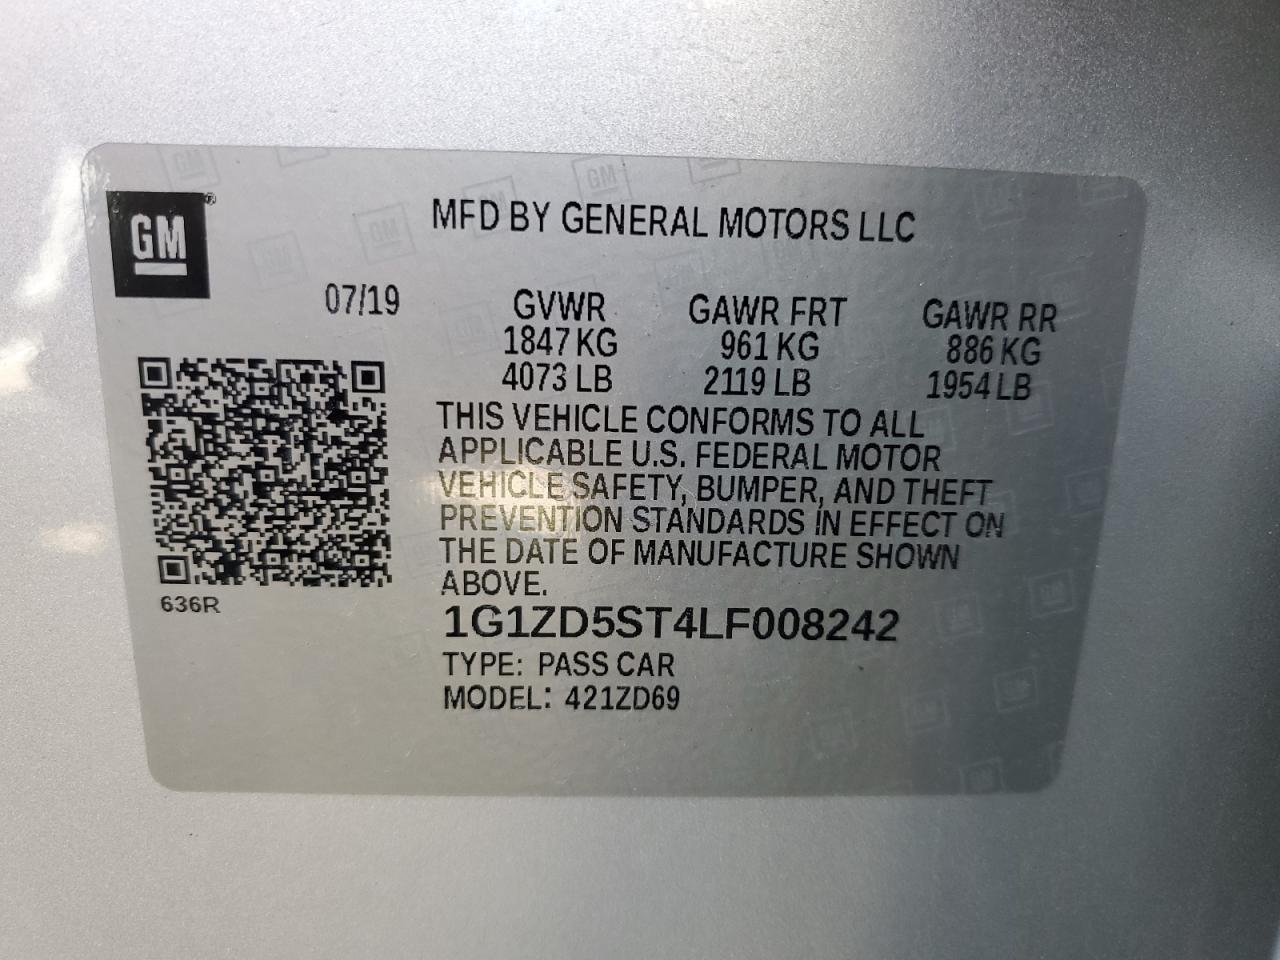 GM®
MFD BY GENERAL MOTORS LLC
07/19
GVWR GAWR FRT GAWR RR
1847 KG 961 KG 886 KG
4073 LB 2119 LB 1954 LB
THIS VEHICLE CONFORMS TO ALL
APPLICABLE U.S. FEDERAL MOTOR
VEHICLE SAFETY, BUMPER, AND THEFT
PREVENTION STANDARDS IN EFFECT ON
THE DATE OF MANUFACTURE SHOWN
ABOVE.
636R
1G1ZD5ST4LF008242
TYPE: PASS CAR
MODEL: 421ZD69